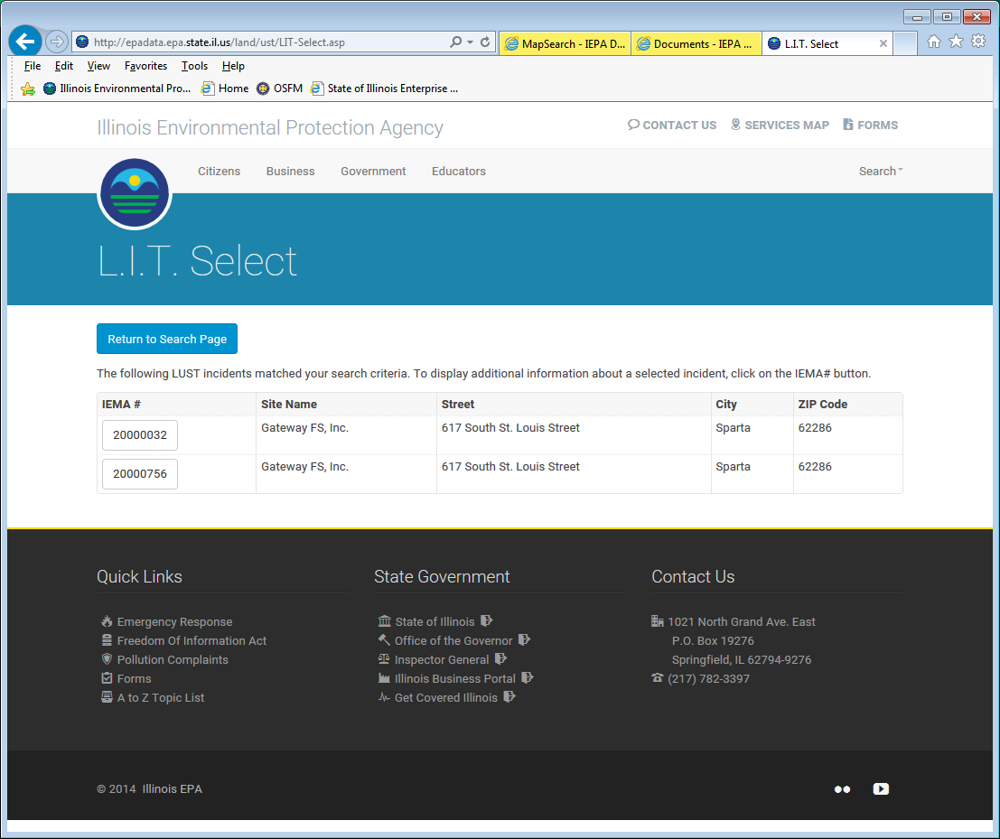 http://epadata.epa.state.il.us/land/ust/LIT-Select.asp
MapSearch - IEPA D...
Documents - IEPA ...
L.I.T. Select
File Edit View Favorites Tools Help
Illinois Environmental Pro... Home OSFM State of Illinois Enterprise ...
Illinois Environmental Protection Agency
CONTACT US SERVICES MAP FORMS
Citizens Business Government Educators Search
L.I.T. Select
Return to Search Page
The following LUST incidents matched your search criteria. To display additional information about a selected incident, click on the IEMA# button.
IEMA # Site Name Street City ZIP Code
20000032 Gateway FS, Inc. 617 South St. Louis Street Sparta 62286
20000756 Gateway FS, Inc. 617 South St. Louis Street Sparta 62286
Quick Links
Emergency Response
Freedom Of Information Act
Pollution Complaints
Forms
A to Z Topic List
State Government
State of Illinois
Office of the Governor
Inspector General
Illinois Business Portal
Get Covered Illinois
Contact Us
1021 North Grand Ave. East
P.O. Box 19276
Springfield, IL 62794-9276
(217) 782-3397
© 2014 Illinois EPA